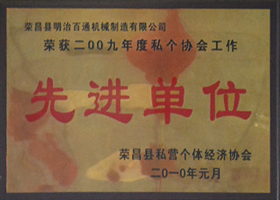 荣昌县明治百通机械制造有限公司
荣获二00九年度私个协会工作
先进单位
荣昌县私营个体经济协会
二0一0年元月